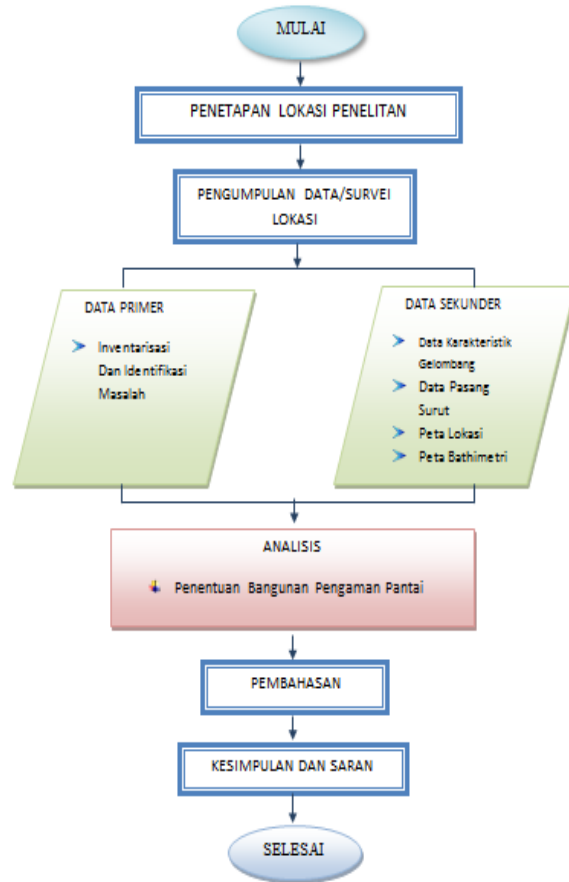 MULAI
PENETAPAN LOKASI PENELITAN
PENGUMPULAN DATA/SURVEI
LOKASI
DATA PRIMER
Inventarisasi
Dan Identifikasi
Masalah
DATA SEKUNDER
Data Karakteristik
Gelombang
Data Pasang
Surut
Peta Lokasi
Peta Bathimetri
ANALISIS
Penentuan Bangunan Pengaman Pantai
PEMBAHASAN
KESIMPULAN DAN SARAN
SELESAI